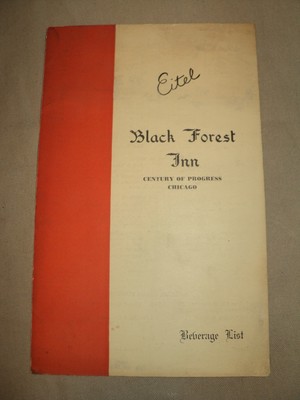 Eitel
Black Forest
Inn
CENTURY OF PROGRESS
CHICAGO
Beverage List